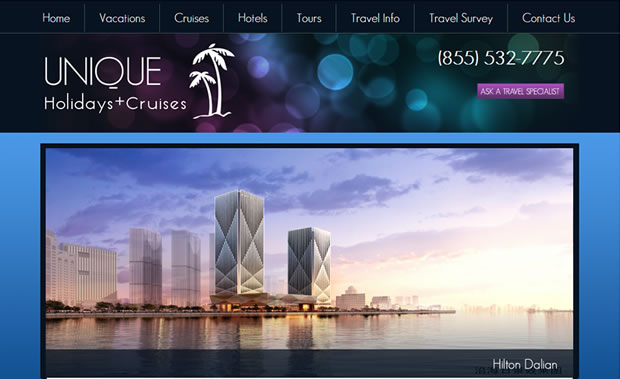 Home Vacations Cruises Hotels Tours Travel Info Travel Survey Contact Us
UNIQUE
Holidays+Cruises
(855) 532-7775
ASK A TRAVEL SPECIALIST
Hilton Dalian